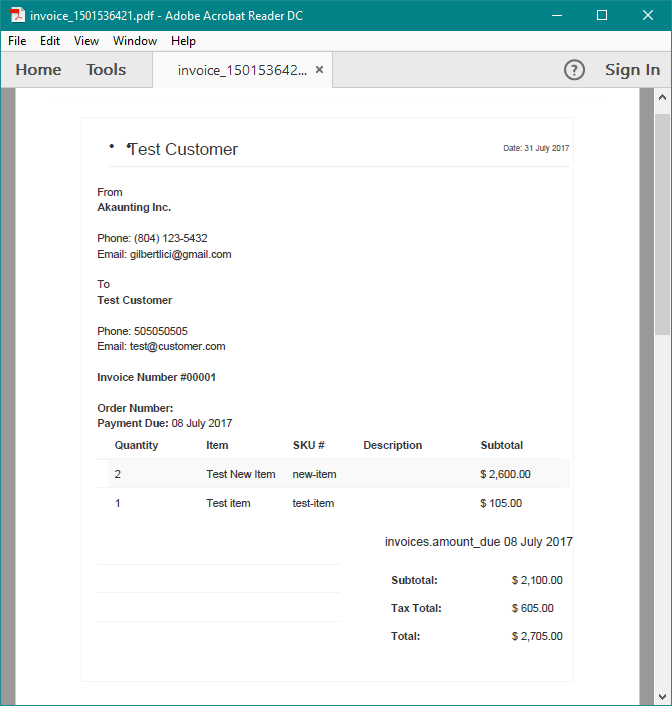 invoice_1501536421.pdf - Adobe Acrobat Reader DC
File Edit View Window Help
Home Tools invoice_150153642... × ? Sign In
• • Test Customer Date: 31 July 2017
From
Akaunting Inc.
Phone: (804) 123-5432
Email: gilbertlici@gmail.com
To
Test Customer
Phone: 505050505
Email: test@customer.com
Invoice Number #00001
Order Number:
Payment Due: 08 July 2017
Quantity Item SKU # Description Subtotal
2 Test New Item new-item $ 2,600.00
1 Test item test-item $ 105.00
invoices.amount_due 08 July 2017
Subtotal: $ 2,100.00
Tax Total: $ 605.00
Total: $ 2,705.00